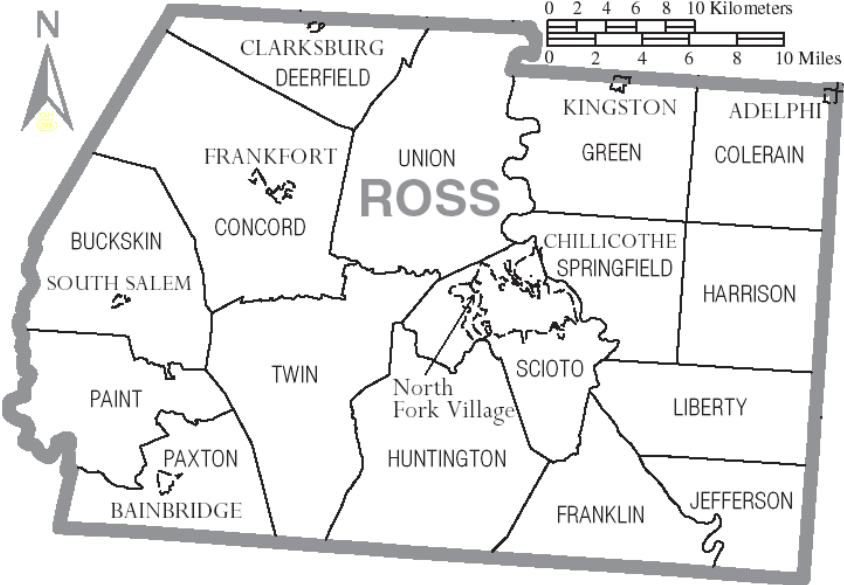 0 2 4 6 8 10 Kilometers
0 2 4 6 8 10 Miles
N
CLARKSBURG
DEERFIELD
KINGSTON
ADELPHI
FRANKFORT
UNION
GREEN
COLERAIN
ROSS
CONCORD
BUCKSKIN
CHILLICOTHE
SPRINGFIELD
SOUTH SALEM
HARRISON
TWIN
SCIOTO
North
Fork Village
PAINT
LIBERTY
PAXTON
HUNTINGTON
BAINBRIDGE
FRANKLIN
JEFFERSON